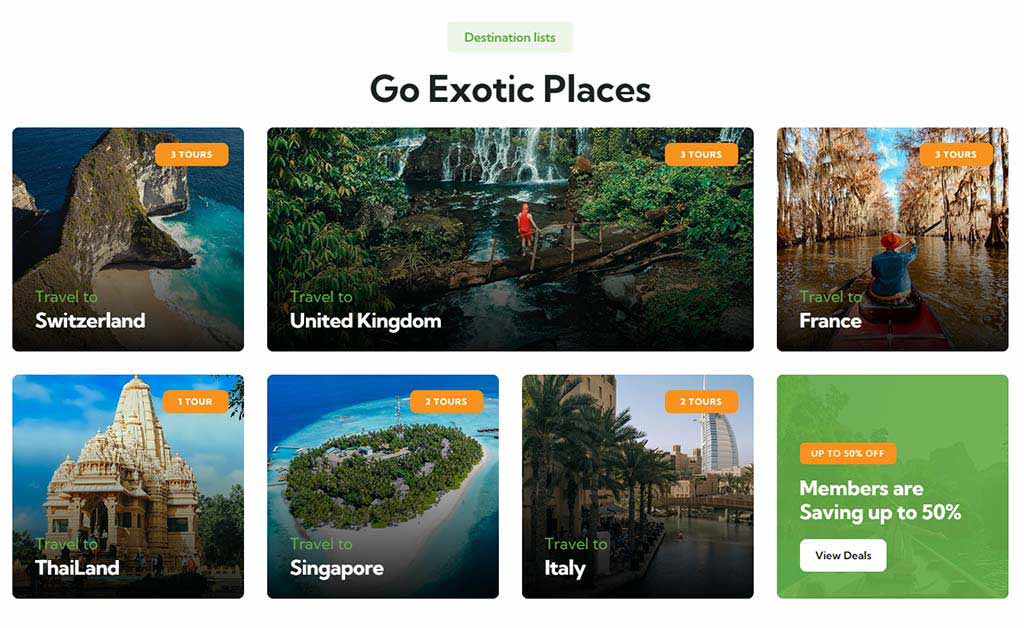 Destination lists
Go Exotic Places
3 TOURS
Travel to
Switzerland
3 TOURS
Travel to
United Kingdom
3 TOURS
Travel to
France
1 TOUR
Travel to
ThaiLand
2 TOURS
Travel to
Singapore
2 TOURS
Travel to
Italy
UP TO 50% OFF
Members are
Saving up to 50%
View Deals